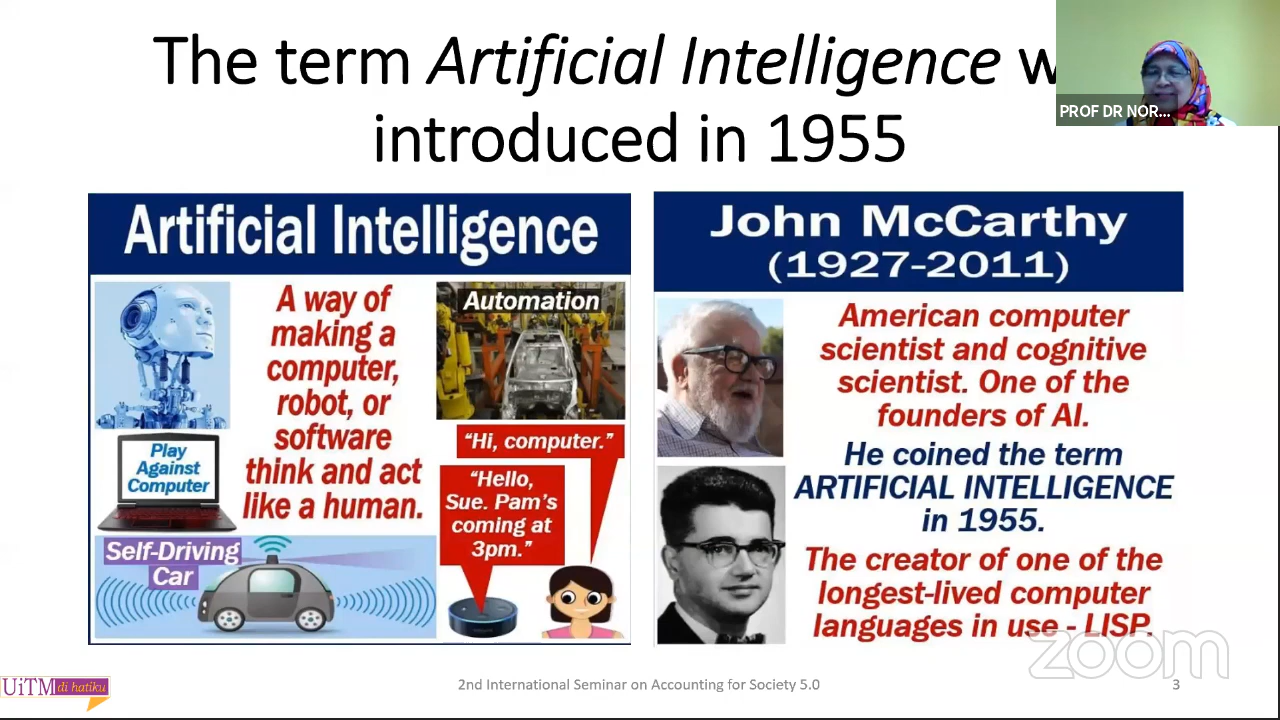 The term Artificial Intelligence w
introduced in 1955
PROF DR NOR...
Artificial Intelligence
A way of
making a
computer,
robot, or
software
think and act
like a human.
Automation
Play
Against
Computer
"Hi, computer."
"Hello,
Sue. Pam's
coming at
3pm."
Self-Driving
Car
John McCarthy
(1927-2011)
American computer
scientist and cognitive
scientist. One of the
founders of AI.
He coined the term
ARTIFICIAL INTELLIGENCE
in 1955.
The creator of one of the
longest-lived computer
languages in use - LISP.
zoom
UiTM di hatiku
2nd International Seminar on Accounting for Society 5.0
3